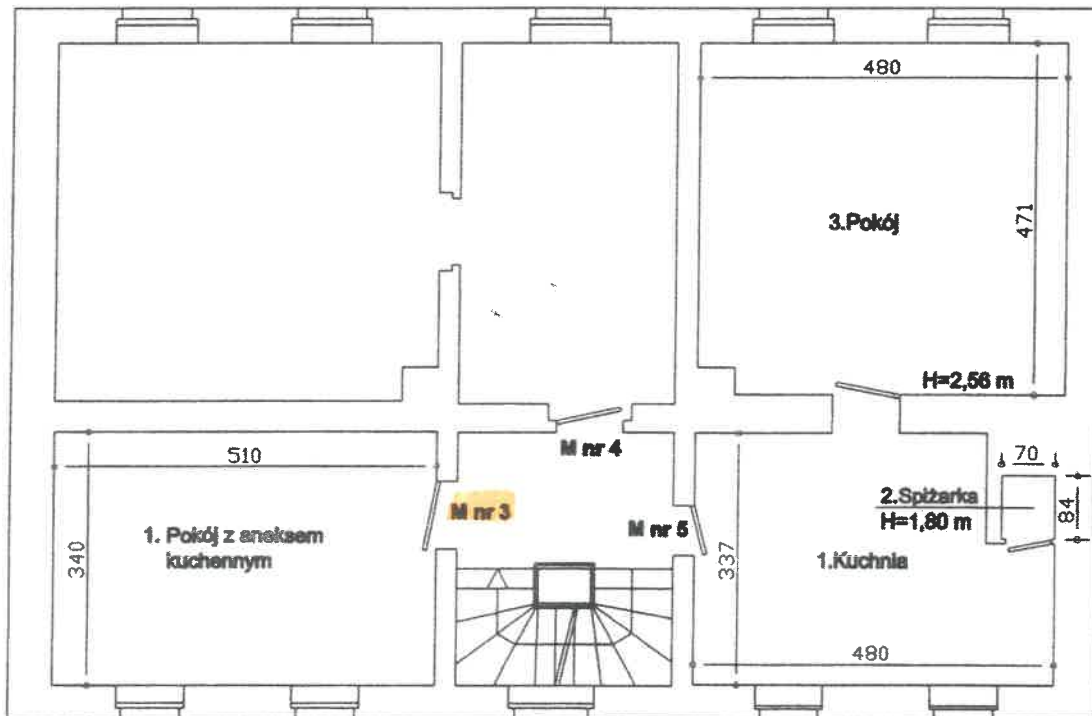 480
3.Pokój
471
H=2,56 m
510
M nr 4
70
1. Pokój z aneksem
kuchennym
M nr 3
2.Spiżarka
H=1,80 m
84
M nr 5
340
337
1.Kuchnia
480